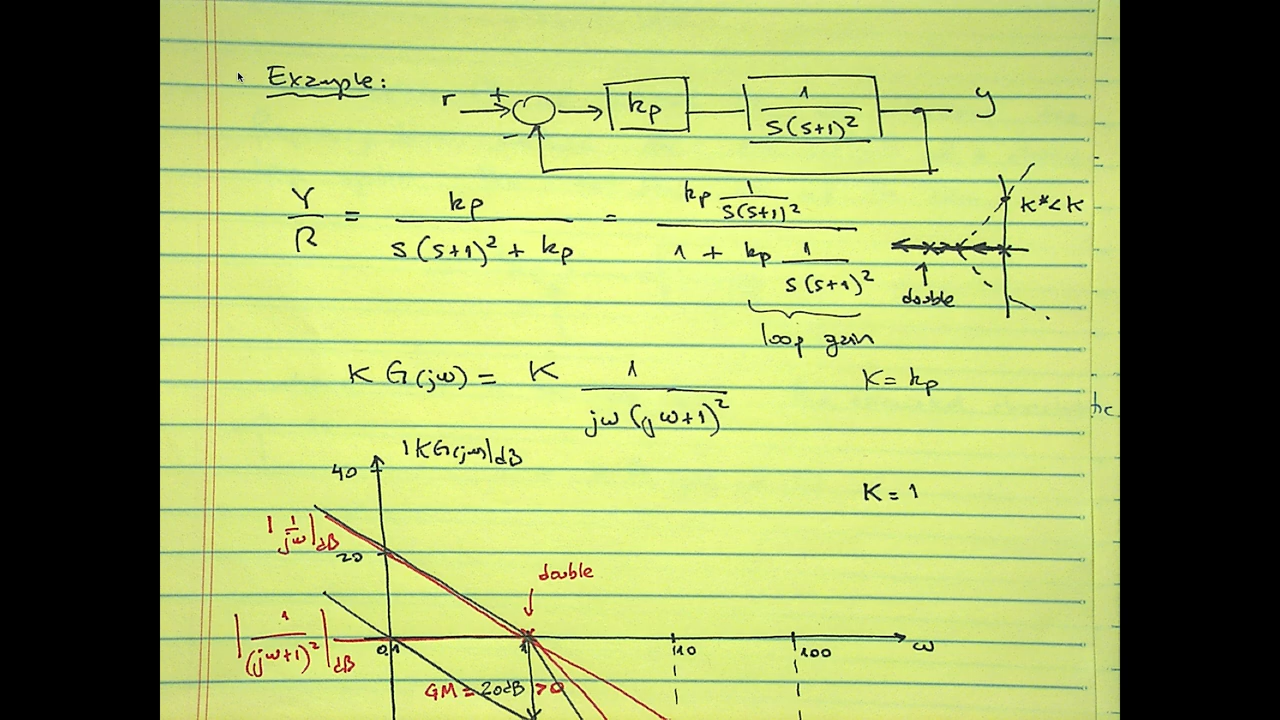 Example:
r + - kp 1/(s(s+1)²) y
Y/R = kp/(s(s+1)² + kp) = (kp 1/(s(s+1)²))/(1 + kp 1/(s(s+1)²))
K* < K
double
loop gain
K G(jω) = K 1/(jω(jω+1)²)
K = kp
|KG(jω)|dB
40
K = 1
|1/jω|dB
20
double
|1/(jω+1)²|dB
0.1 1 10 100 ω
GM = 20dB > 0